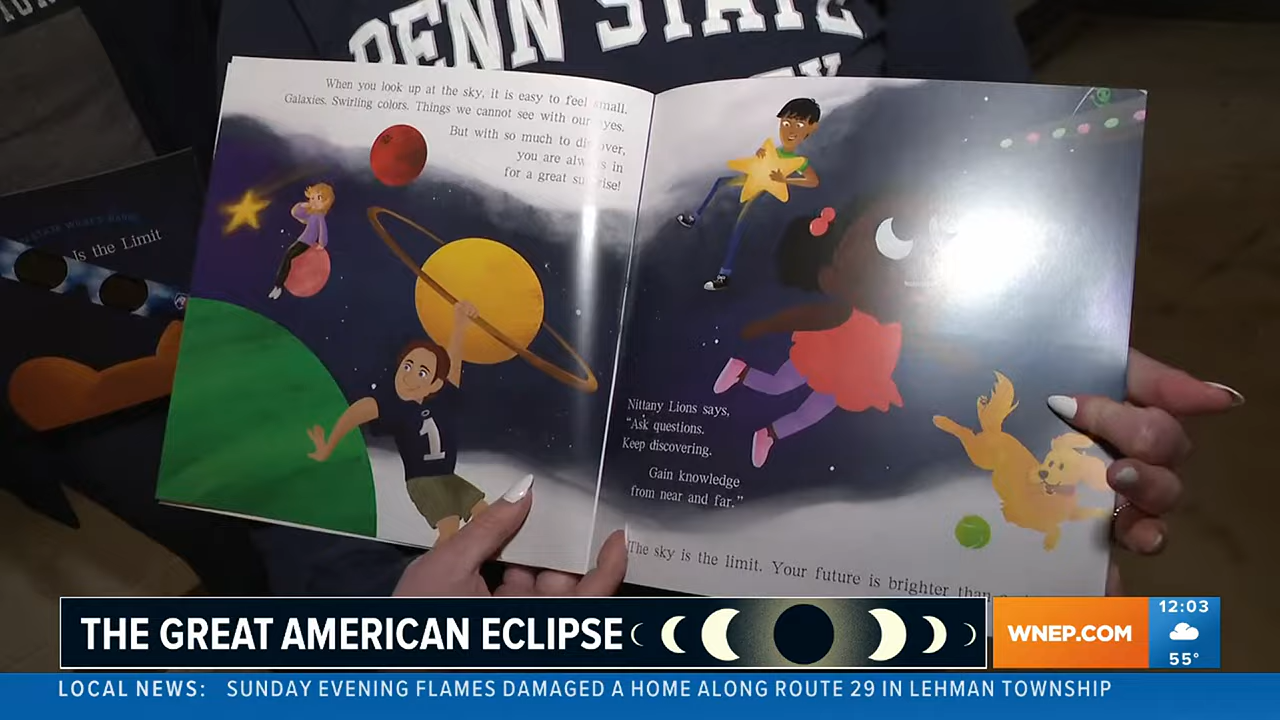 PENN STATE
When you look up at the sky, it is easy to feel small.
Galaxies. Swirling colors. Things we cannot see with our eyes.
But with so much to discover,
you are always in
for a great surprise!
Is the Limit
1
Nittany Lions says,
"Ask questions.
Keep discovering.
Gain knowledge
from near and far."
The sky is the limit. Your future is brighter than
THE GREAT AMERICAN ECLIPSE
WNEP.COM
12:03
55°
LOCAL NEWS: SUNDAY EVENING FLAMES DAMAGED A HOME ALONG ROUTE 29 IN LEHMAN TOWNSHIP